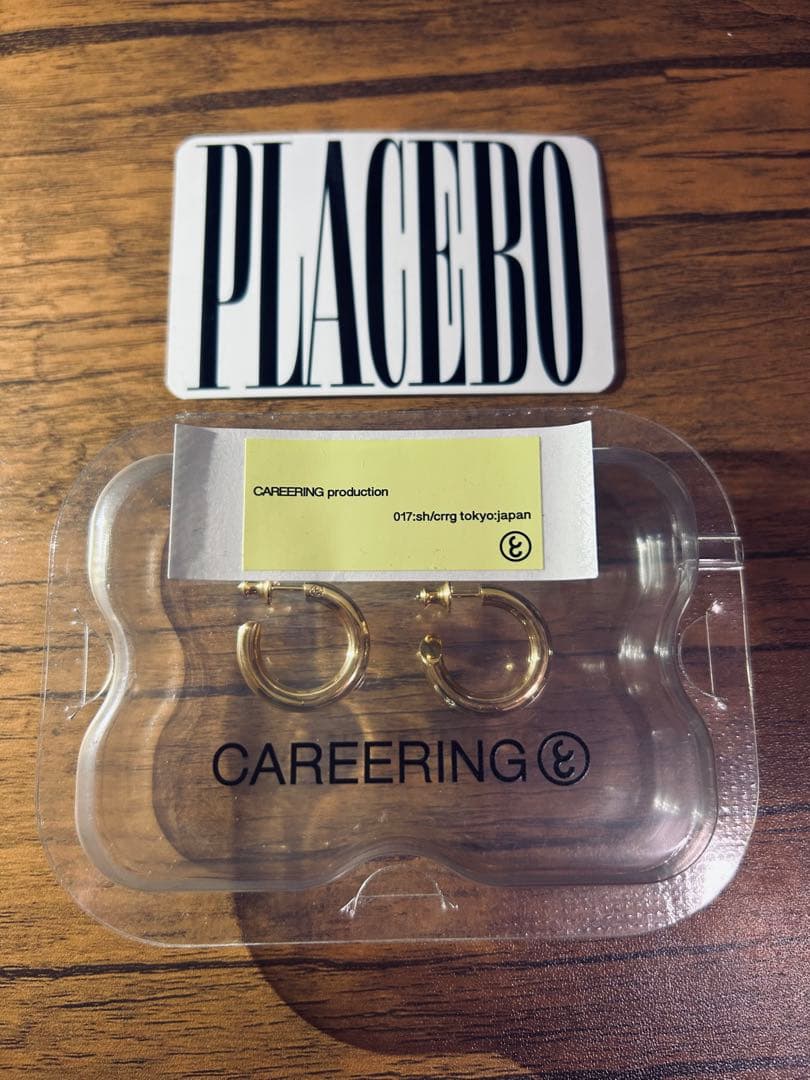 PLACEBO
CAREERING production
017:sh/crrg tokyo:japan
CAREERING